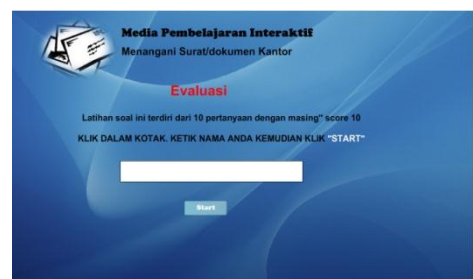 Media Pembelajaran Interaktif
Menangani Surat/dokumen Kantor
Evaluasi
Latihan soal ini terdiri dari 10 pertanyaan dengan masing" score 10
KLIK DALAM KOTAK. KETIK NAMA ANDA KEMUDIAN KLIK "START"
Start